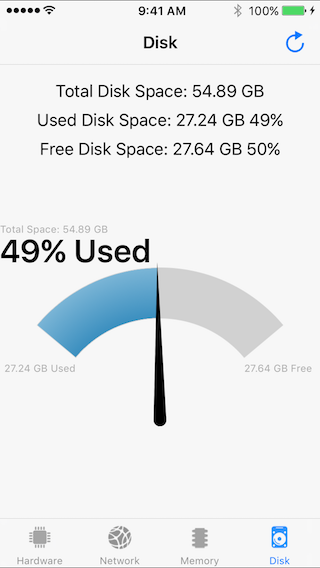 9:41 AM 100%
Disk
Total Disk Space: 54.89 GB
Used Disk Space: 27.24 GB 49%
Free Disk Space: 27.64 GB 50%
Total Space: 54.89 GB
49% Used
27.24 GB Used 27.64 GB Free
Hardware Network Memory Disk